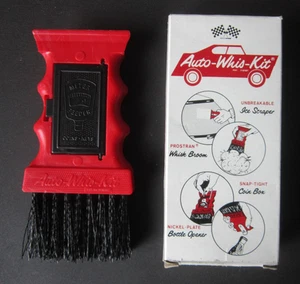 Auto-Whis-Kit
Auto-Whis-Kit
UNBREAKABLE
Ice Scraper
PROSTRAN
Whisk Broom
SNAP-TIGHT
Coin Box
NICKEL PLATE
Bottle Opener